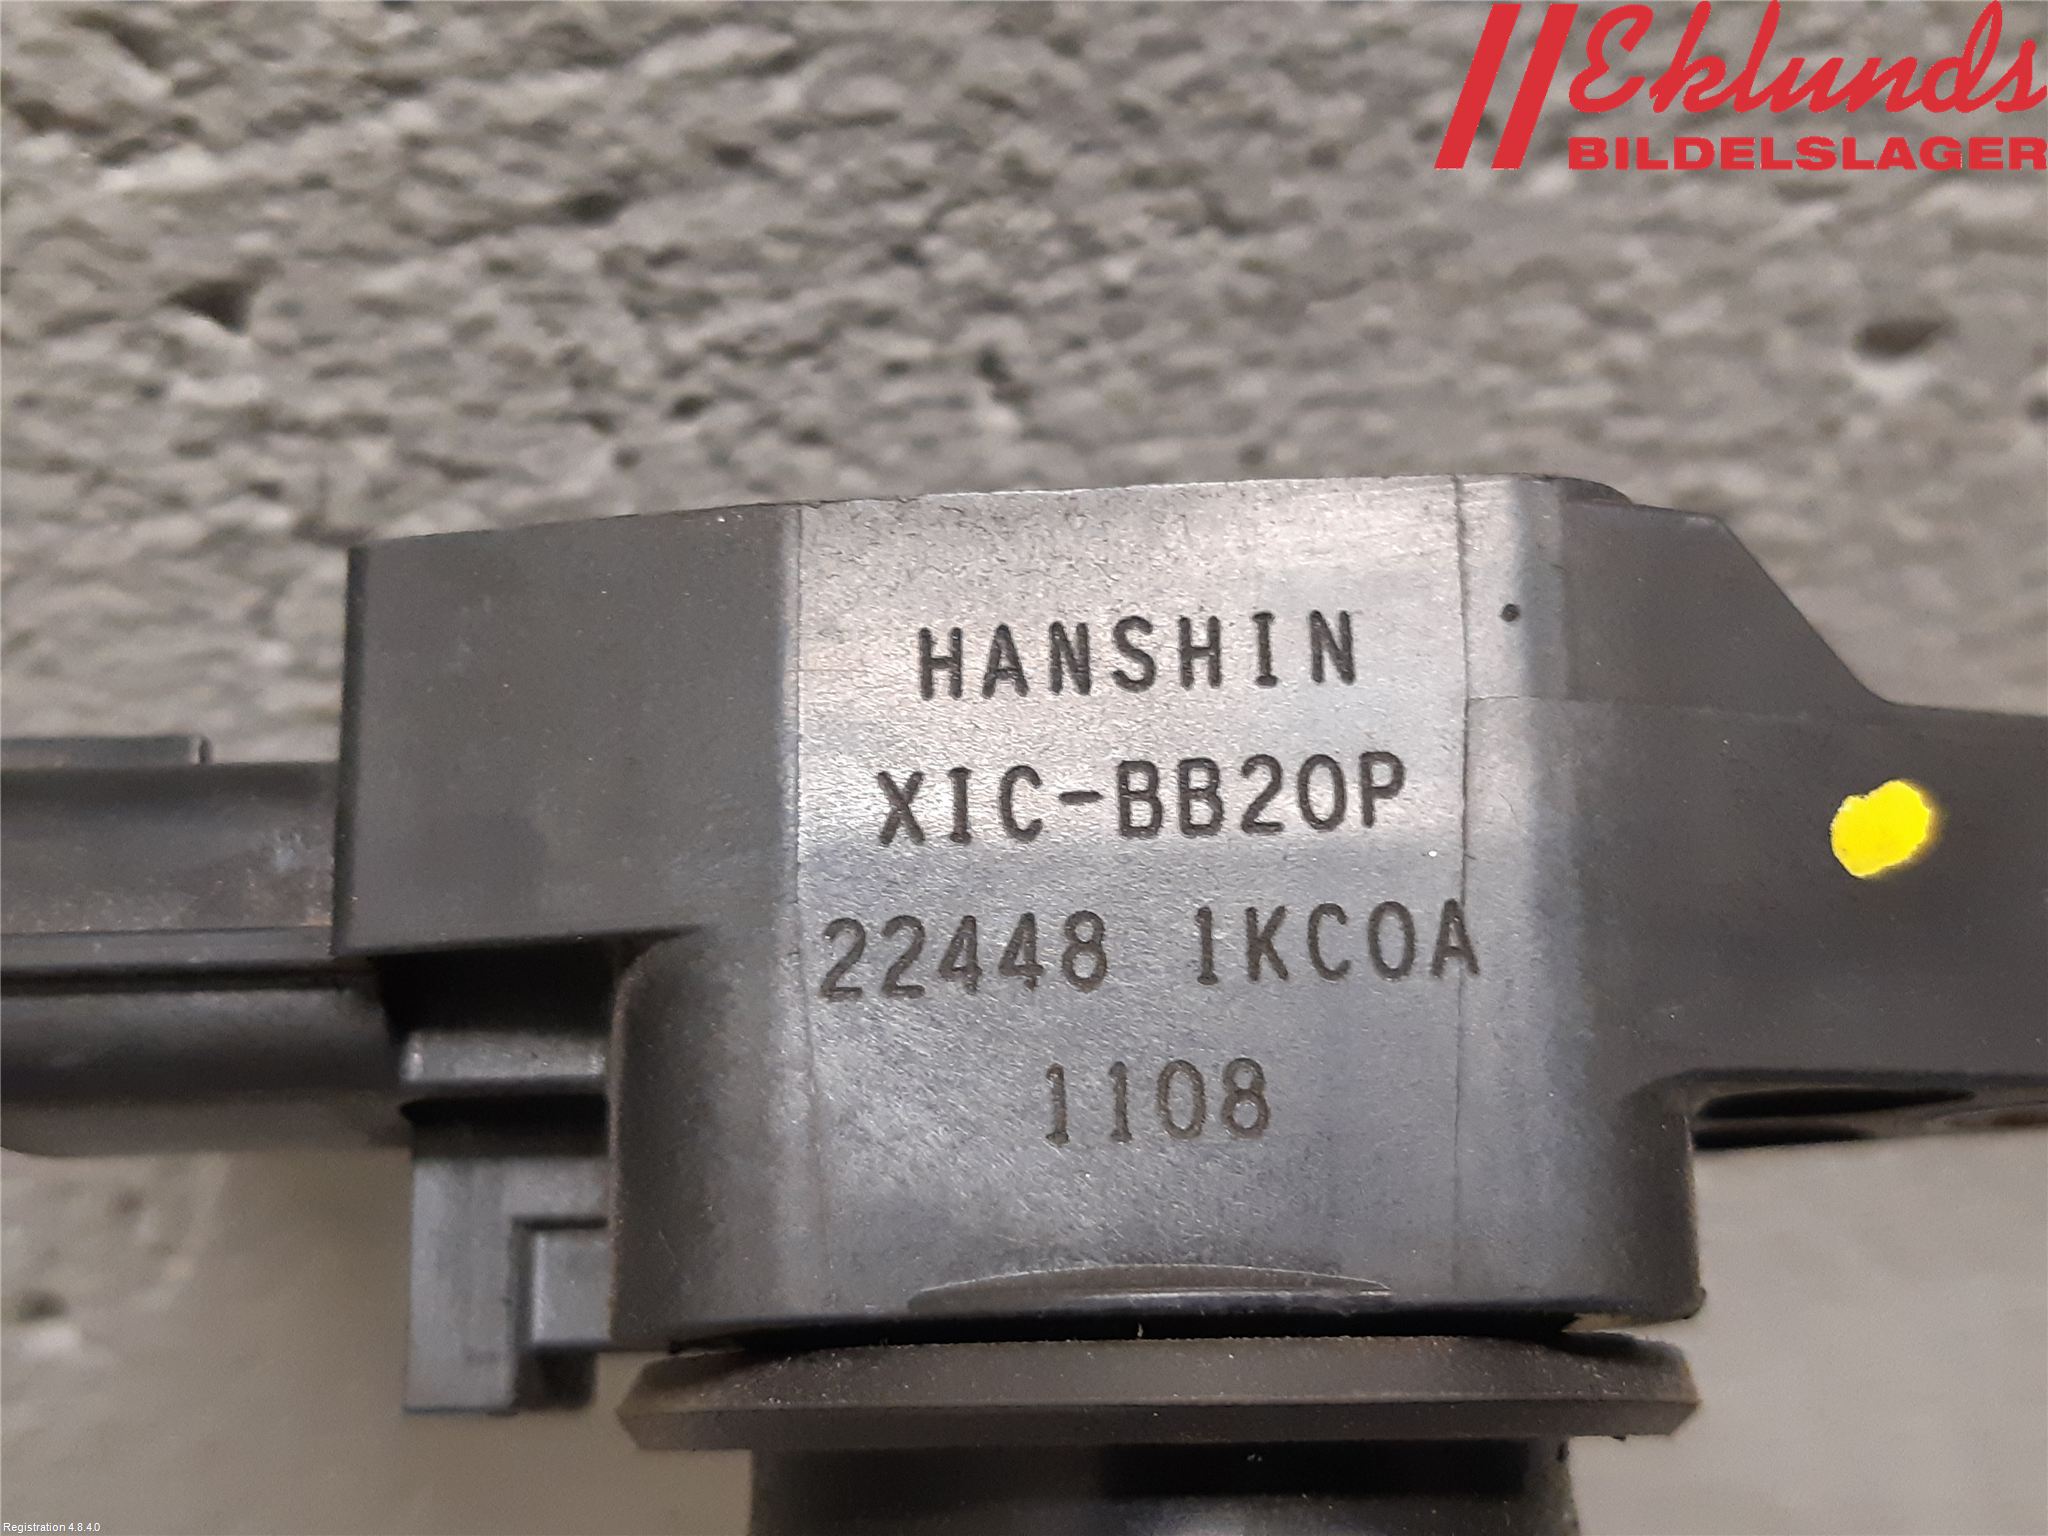 Eklunds
BILDELSLAGER
HANSHIN
XIC-BB20P
22448 1KC0A
1108
Registration 4.8.4.0